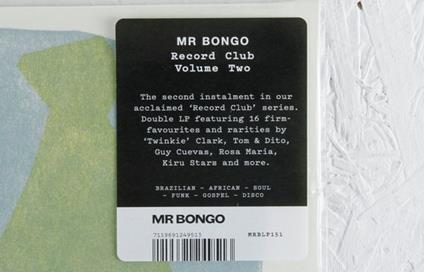 MR BONGO
Record Club
Volume Two
The second instalment in our
acclaimed ‘Record Club’ series.
Double LP featuring 16 firm-
favourites and rarities by
‘Twinkie’ Clark, Tom & Dito,
Guy Cuevas, Rosa Maria,
Kiru Stars and more.
BRAZILIAN – AFRICAN – SOUL
– FUNK – GOSPEL – DISCO
MR BONGO
7119691249513 MRBLP151